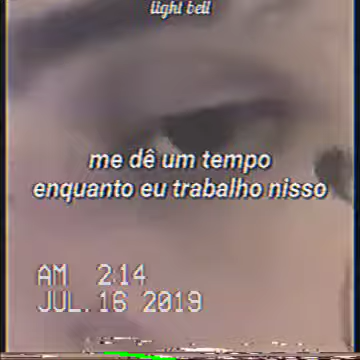 light bell
me dê um tempo
enquanto eu trabalho nisso
AM 2:14
JUL. 16 2019